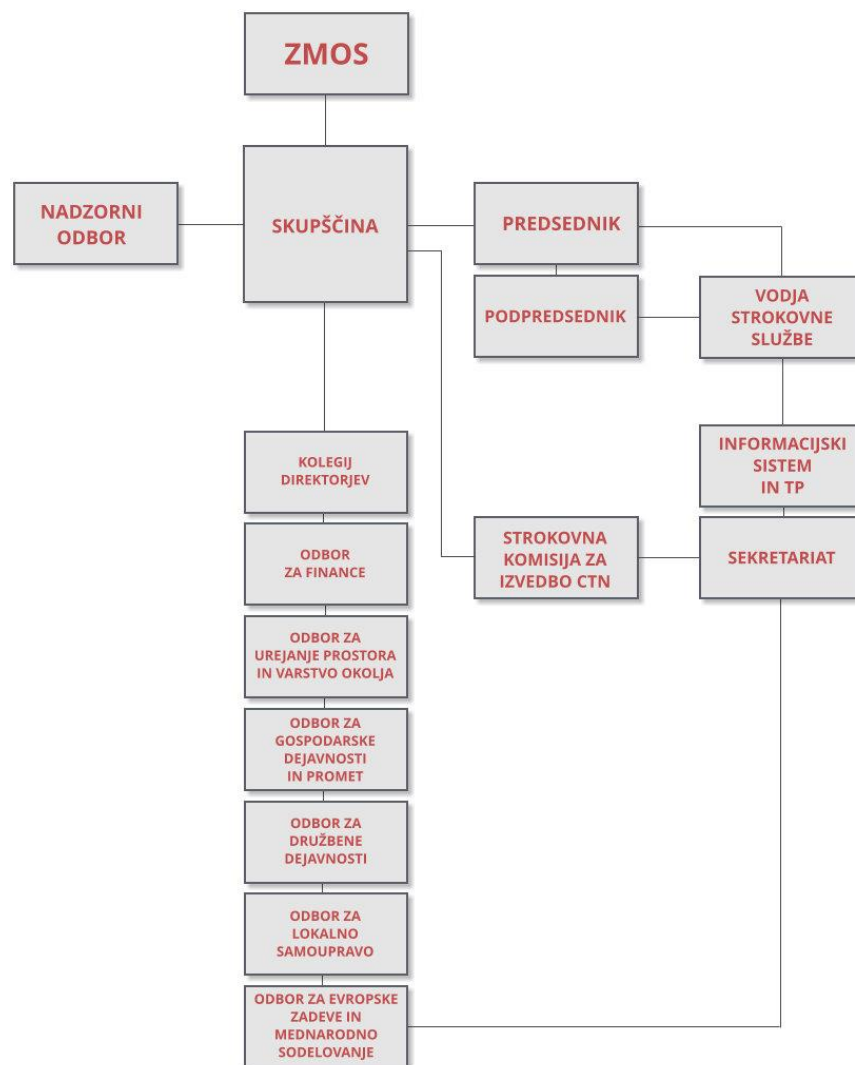 ZMOS
NADZORNI
ODBOR
SKUPŠČINA
PREDSEDNIK
PODPREDSEDNIK
VODJA
STROKOVNE
SLUŽBE
INFORMACIJSKI
SISTEM
IN TP
KOLEGIJ
DIREKTORJEV
ODBOR
ZA FINANCE
STROKOVNA
KOMISIJA ZA
IZVEDBO CTN
SEKRETARIAT
ODBOR ZA
UREJANJE PROSTORA
IN VARSTVO OKOLJA
ODBOR ZA
GOSPODARSKE
DEJAVNOSTI
IN PROMET
ODBOR ZA
DRUŽBENE
DEJAVNOSTI
ODBOR ZA
LOKALNO
SAMOUPRAVO
ODBOR ZA EVROPSKE
ZADEVE IN
MEDNARODNO
SODELOVANJE